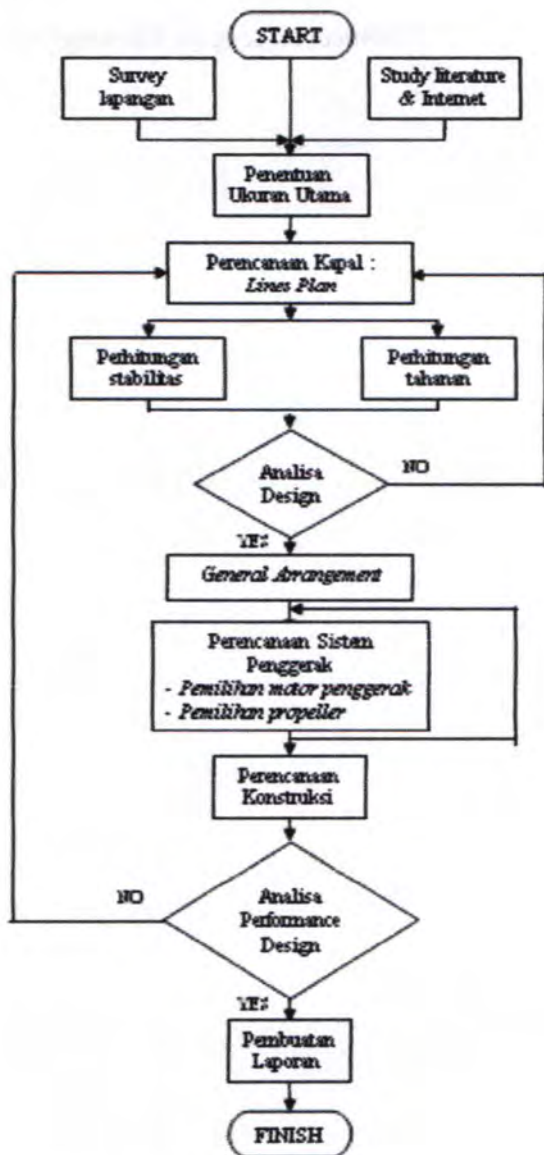 START
Survey
lapangan
Study literature
& Internet
Penentuan
Ukuran Utama
Perencanaan Kapal :
Lines Plan
Perhitungan
stabilitas
Perhitungan
tahanan
Analisa
Design
NO
YES
General Arrangement
Perencanaan Sistem
Penggerak
- Pemilihan motor penggerak
- Pemilihan propeller
Perencanaan
Konstruksi
NO
Analisa
Performance
Design
YES
Pembuatan
Laporan
FINISH